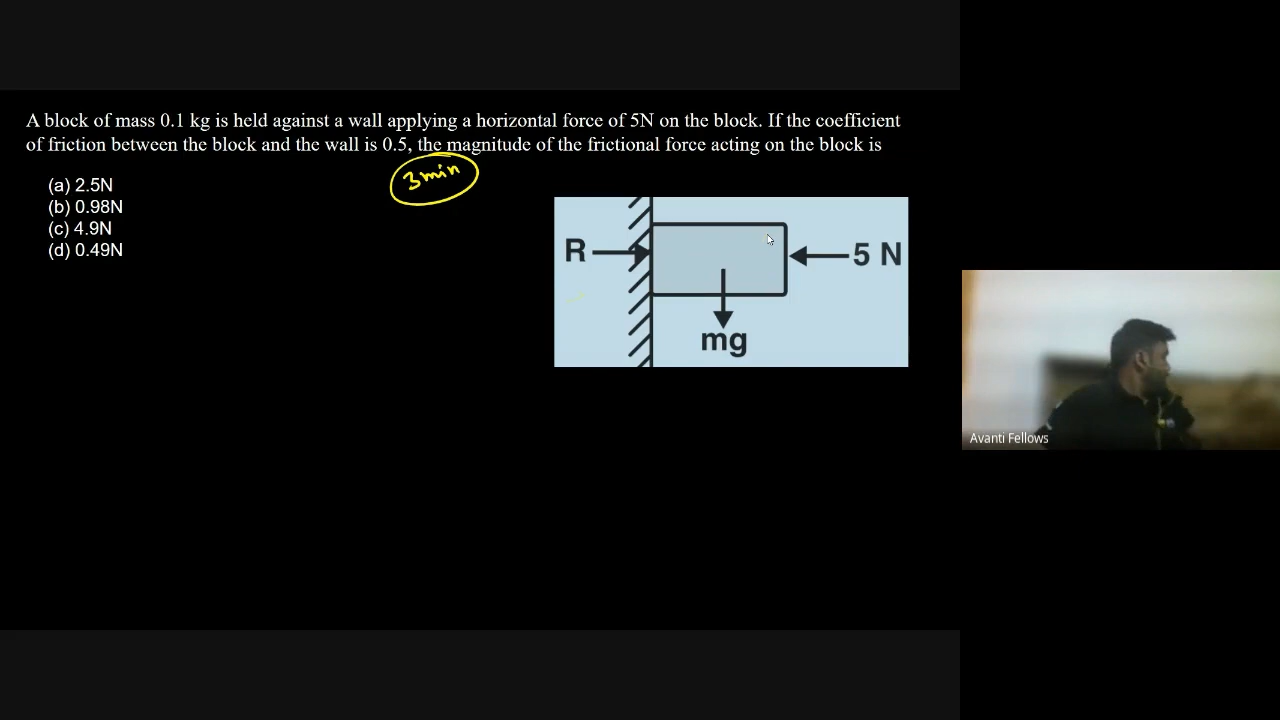 A block of mass 0.1 kg is held against a wall applying a horizontal force of 5N on the block. If the coefficient
of friction between the block and the wall is 0.5, the magnitude of the frictional force acting on the block is
3 min
(a) 2.5N
(b) 0.98N
(c) 4.9N
(d) 0.49N
R
5 N
mg
Avanti Fellows